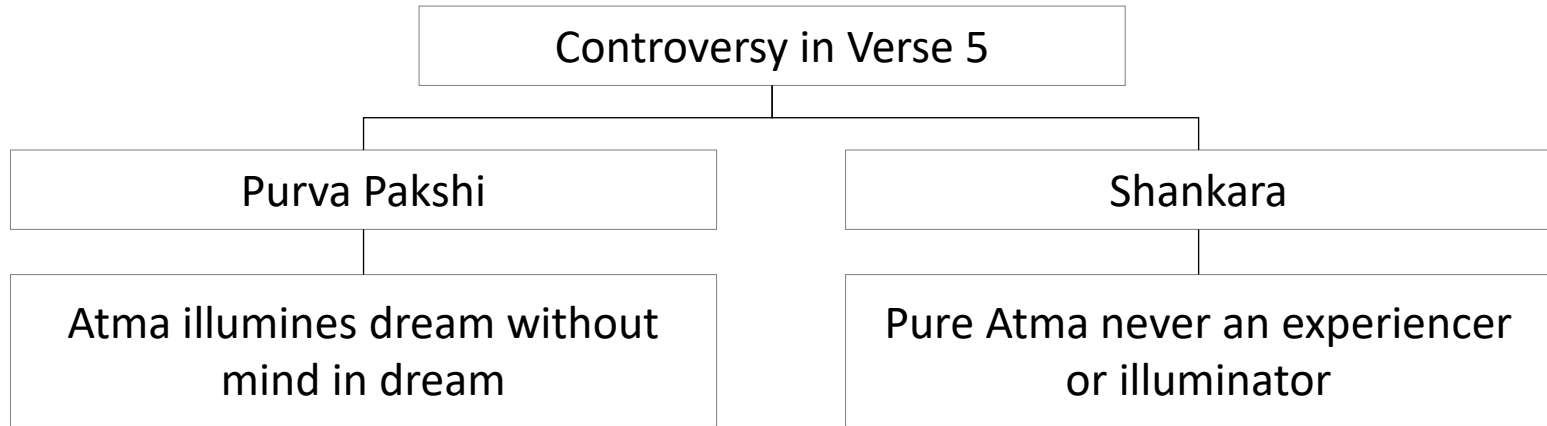 Controversy in Verse 5
Purva Pakshi
Shankara
Atma illumines dream without
mind in dream
Pure Atma never an experiencer
or illuminator